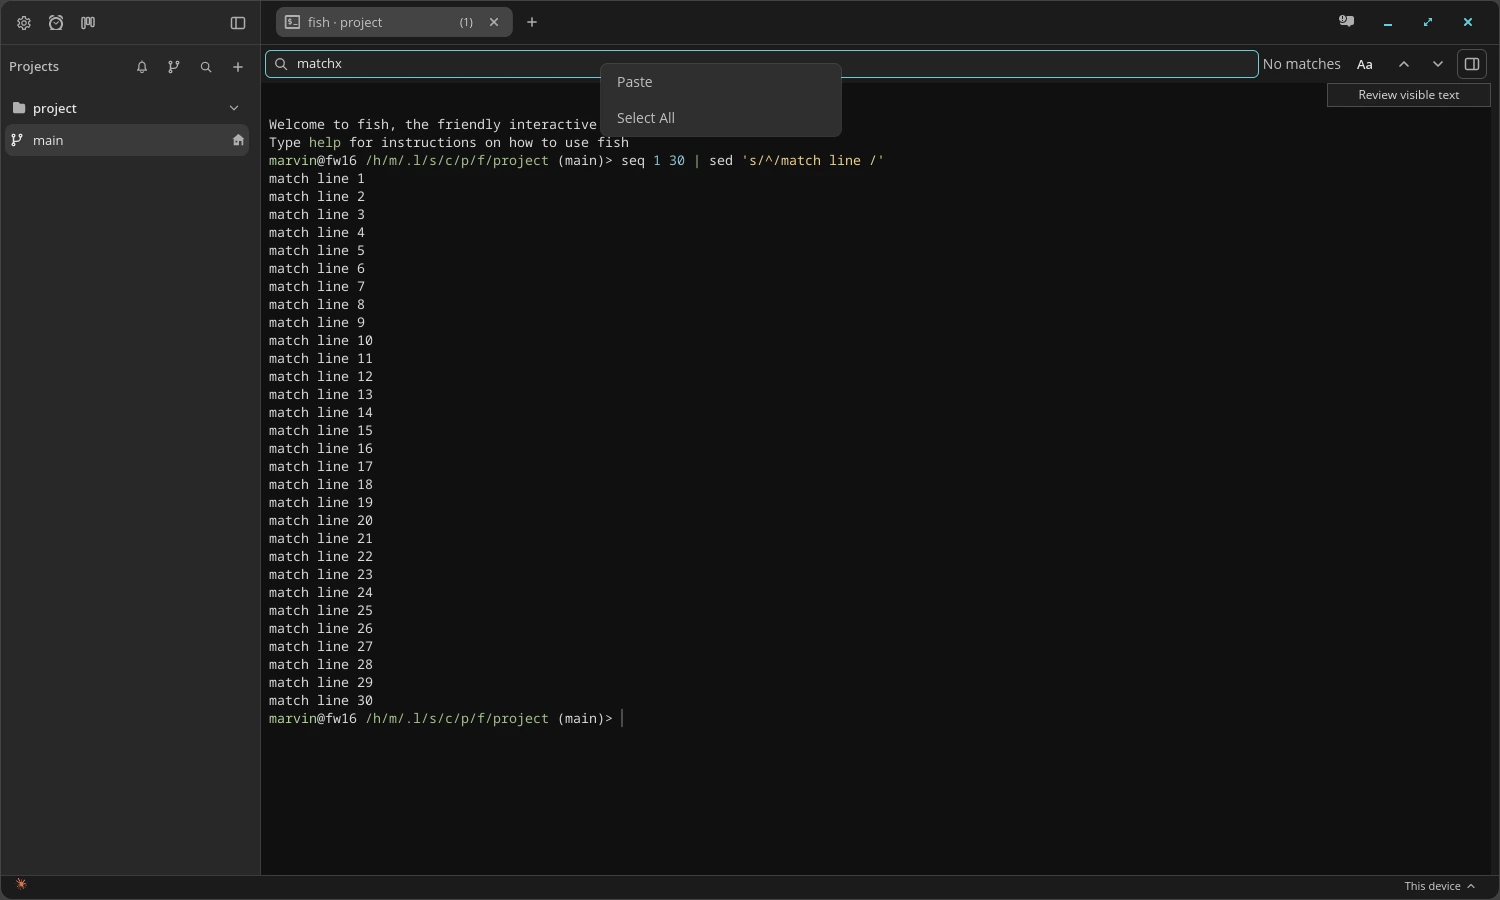 fish · project (1)
Projects
matchx
No matches Aa
Paste
Select All
Review visible text
project
main
Welcome to fish, the friendly interactive
Type help for instructions on how to use fish
marvin@fw16 /h/m/.l/s/c/p/f/project (main)> seq 1 30 | sed 's/^/match line /'
match line 1
match line 2
match line 3
match line 4
match line 5
match line 6
match line 7
match line 8
match line 9
match line 10
match line 11
match line 12
match line 13
match line 14
match line 15
match line 16
match line 17
match line 18
match line 19
match line 20
match line 21
match line 22
match line 23
match line 24
match line 25
match line 26
match line 27
match line 28
match line 29
match line 30
marvin@fw16 /h/m/.l/s/c/p/f/project (main)>
This device